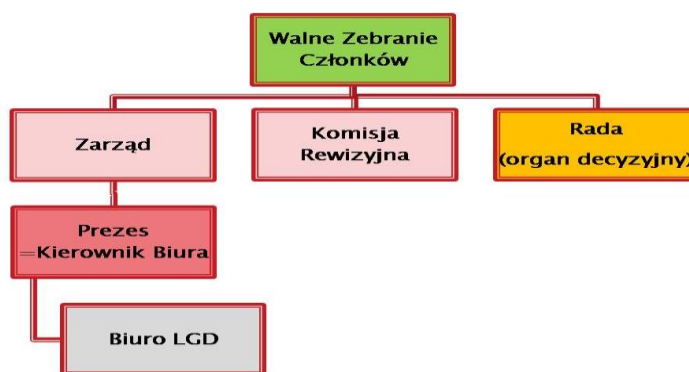 Walne Zebranie
Członków
Zarząd
Komisja
Rewizyjna
Rada
(organ decyzyjny)
Prezes
=Kierownik Biura
Biuro LGD